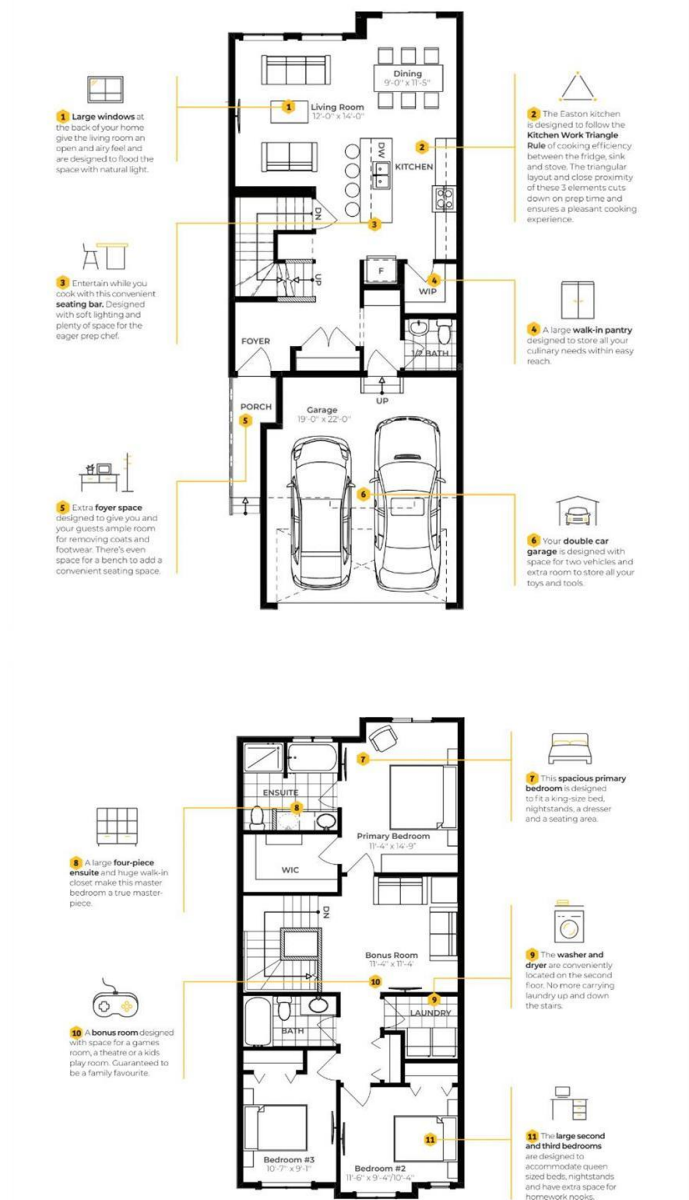 Dining
9'-0" x 11'-5"
1
Living Room
12'-0" x 14'-0"
DW
2
KITCHEN
DN
3
F
4
WIP
UP
FOYER
1/2 BATH
PORCH
5
UP
Garage
19'-0" x 22'-0"
6
1 Large windows at
the back of your home
give the living room an
open and airy feel and
are designed to flood the
space with natural light.
2 The Easton kitchen
is designed to follow the
Kitchen Work Triangle
Rule of cooking efficiency
between the fridge, sink
and stove. The triangular
layout and close proximity
of these 3 elements cuts
down on prep time and
ensures a pleasant cooking
experience.
3 Entertain while you
cook with this convenient
seating bar. Designed
with soft lighting and
plenty of space for the
eager prep chef.
4 A large walk-in pantry
designed to store all your
culinary needs within easy
reach.
5 Extra foyer space
designed to give you and
your guests ample room
for removing coats and
footwear. There's even
space for a bench to add a
convenient seating space.
6 Your double car
garage is designed with
space for two vehicles and
extra room to store all your
toys and tools.
7
ENSUITE
8
Primary Bedroom
11'-4" x 14'-9"
WIC
DN
Bonus Room
11'-4" x 11'-4"
10
9
LAUNDRY
BATH
Bedroom #3
10'-7" x 9'-1"
11
Bedroom #2
11'-6" x 9'-4"/10'-4"
7 This spacious primary
bedroom is designed
to fit a king-size bed,
nightstands, a dresser
and a seating area.
8 A large four-piece
ensuite and huge walk-in
closet make this master
bedroom a true master-
piece.
9 The washer and
dryer are conveniently
located on the second
floor. No more carrying
laundry up and down
the stairs.
10 A bonus room designed
with space for a games
room, a theatre or a kids
play room. Guaranteed to
be a family favourite.
11 The large second
and third bedrooms
are designed to
accommodate queen
sized beds, nightstands
and have extra space for
homework nooks.